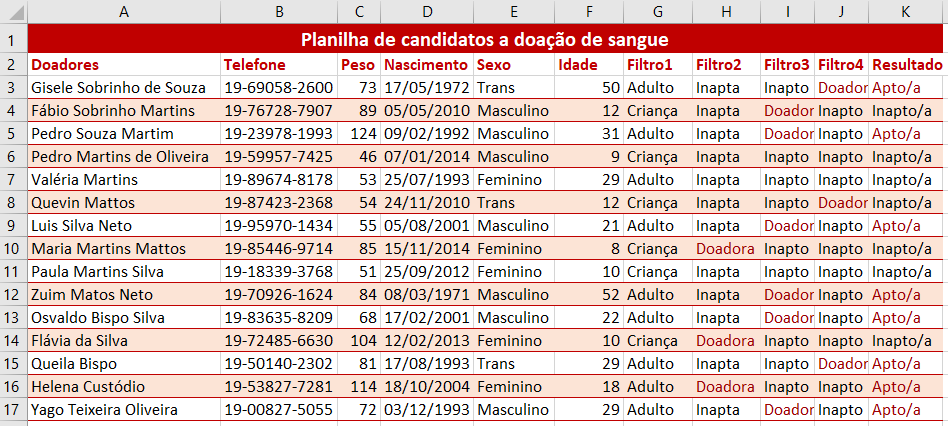 A B C D E F G H I J K
1 Planilha de candidatos a doação de sangue
2 Doadores Telefone Peso Nascimento Sexo Idade Filtro1 Filtro2 Filtro3 Filtro4 Resultado
3 Gisele Sobrinho de Souza 19-69058-2600 73 17/05/1972 Trans 50 Adulto Inapta Inapto Doador Apto/a
4 Fábio Sobrinho Martins 19-76728-7907 89 05/05/2010 Masculino 12 Criança Inapta Doador Inapto Inapto/a
5 Pedro Souza Martim 19-23978-1993 124 09/02/1992 Masculino 31 Adulto Inapta Doador Inapto Apto/a
6 Pedro Martins de Oliveira 19-59957-7425 46 07/01/2014 Masculino 9 Criança Inapta Inapto Inapto Inapto/a
7 Valéria Martins 19-89674-8178 53 25/07/1993 Feminino 29 Adulto Inapta Inapto Inapto Inapto/a
8 Quevin Mattos 19-87423-2368 54 24/11/2010 Trans 12 Criança Inapta Inapto Doador Inapto/a
9 Luis Silva Neto 19-95970-1434 55 05/08/2001 Masculino 21 Adulto Inapta Doador Inapto Apto/a
10 Maria Martins Mattos 19-85446-9714 85 15/11/2014 Feminino 8 Criança Doadora Inapto Inapto Inapto/a
11 Paula Martins Silva 19-18339-3768 51 25/09/2012 Feminino 10 Criança Inapta Inapto Inapto Inapto/a
12 Zuim Matos Neto 19-70926-1624 84 08/03/1971 Masculino 52 Adulto Inapta Doador Inapto Apto/a
13 Osvaldo Bispo Silva 19-83635-8209 68 17/02/2001 Masculino 22 Adulto Inapta Doador Inapto Apto/a
14 Flávia da Silva 19-72485-6630 104 12/02/2013 Feminino 10 Criança Doadora Inapto Inapto Inapto/a
15 Queila Bispo 19-50140-2302 81 17/08/1993 Trans 29 Adulto Inapta Inapto Doador Apto/a
16 Helena Custódio 19-53827-7281 114 18/10/2004 Feminino 18 Adulto Doadora Inapto Inapto Apto/a
17 Yago Teixeira Oliveira 19-00827-5055 72 03/12/1993 Masculino 29 Adulto Inapta Doador Inapto Apto/a